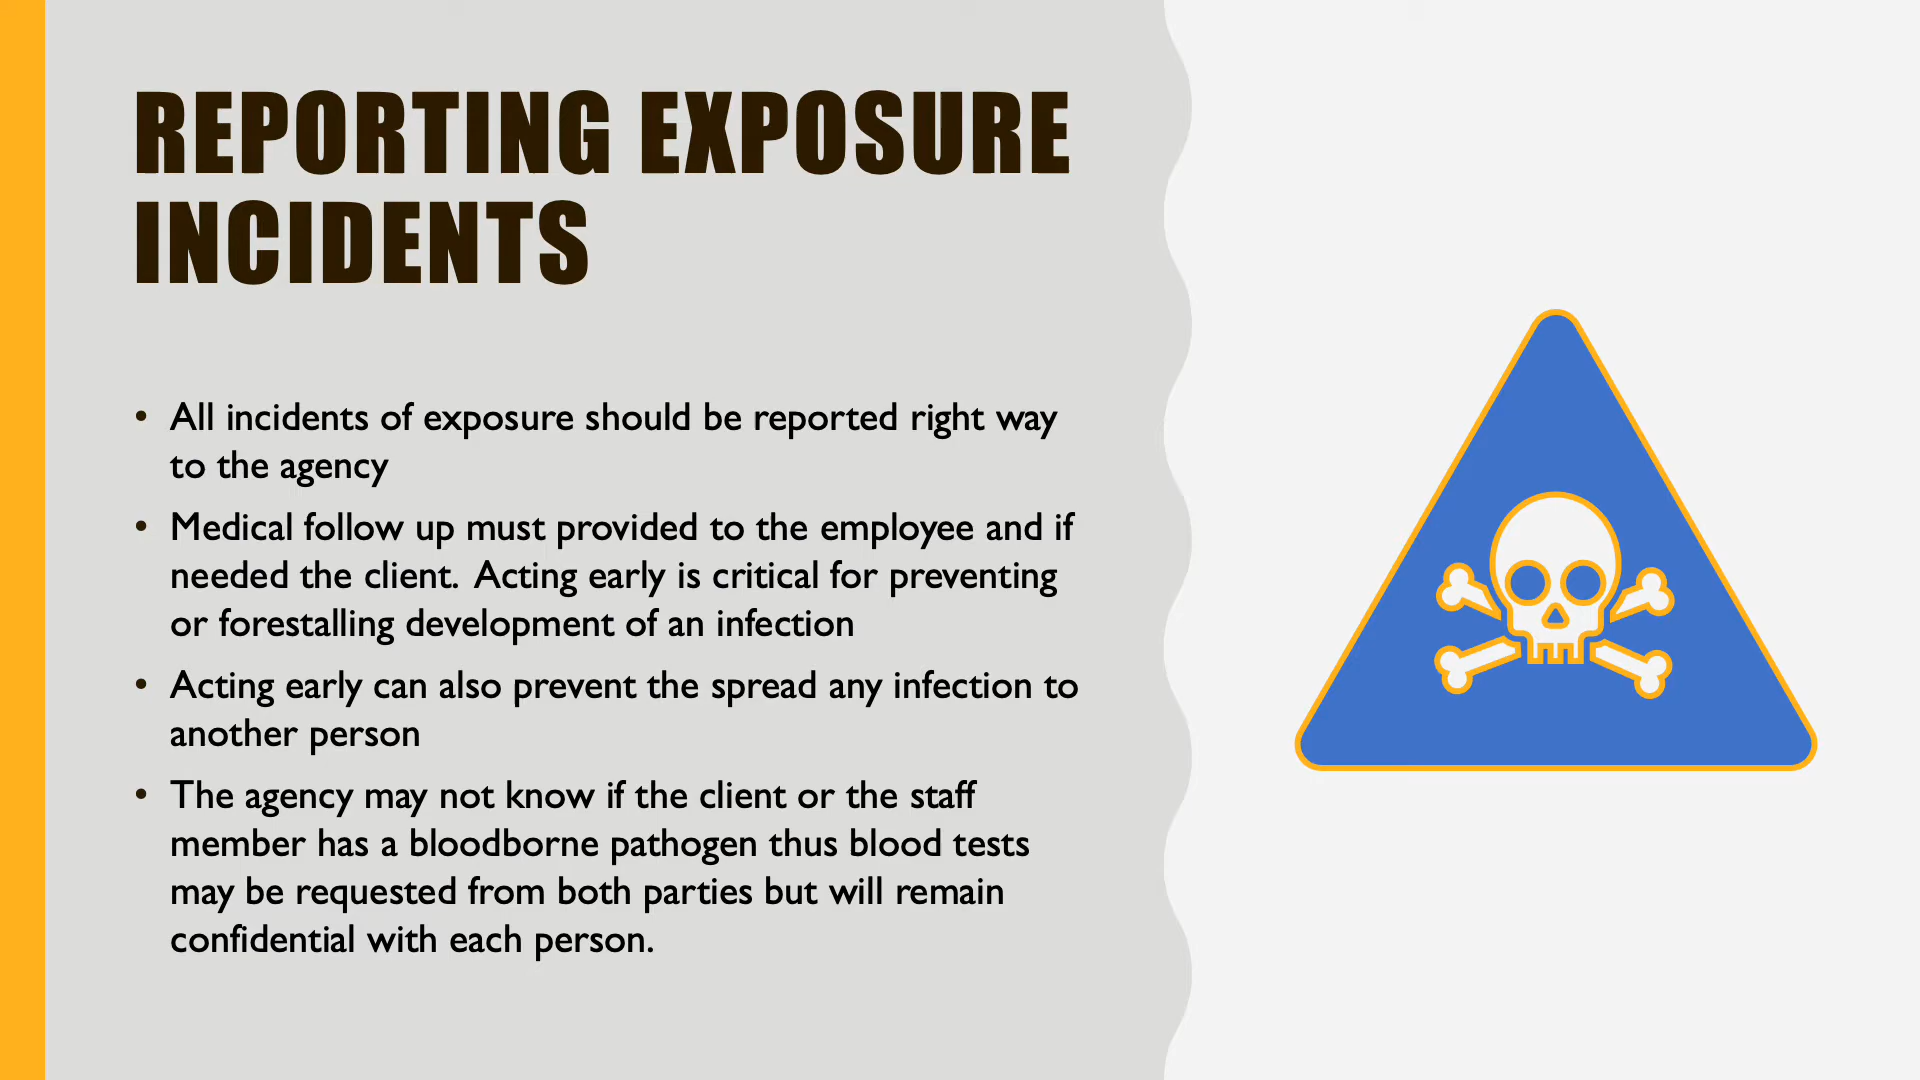 REPORTING EXPOSURE
INCIDENTS
• All incidents of exposure should be reported right way
to the agency
• Medical follow up must provided to the employee and if
needed the client.  Acting early is critical for preventing
or forestalling development of an infection
• Acting early can also prevent the spread any infection to
another person
• The agency may not know if the client or the staff
member has a bloodborne pathogen thus blood tests
may be requested from both parties but will remain
confidential with each person.